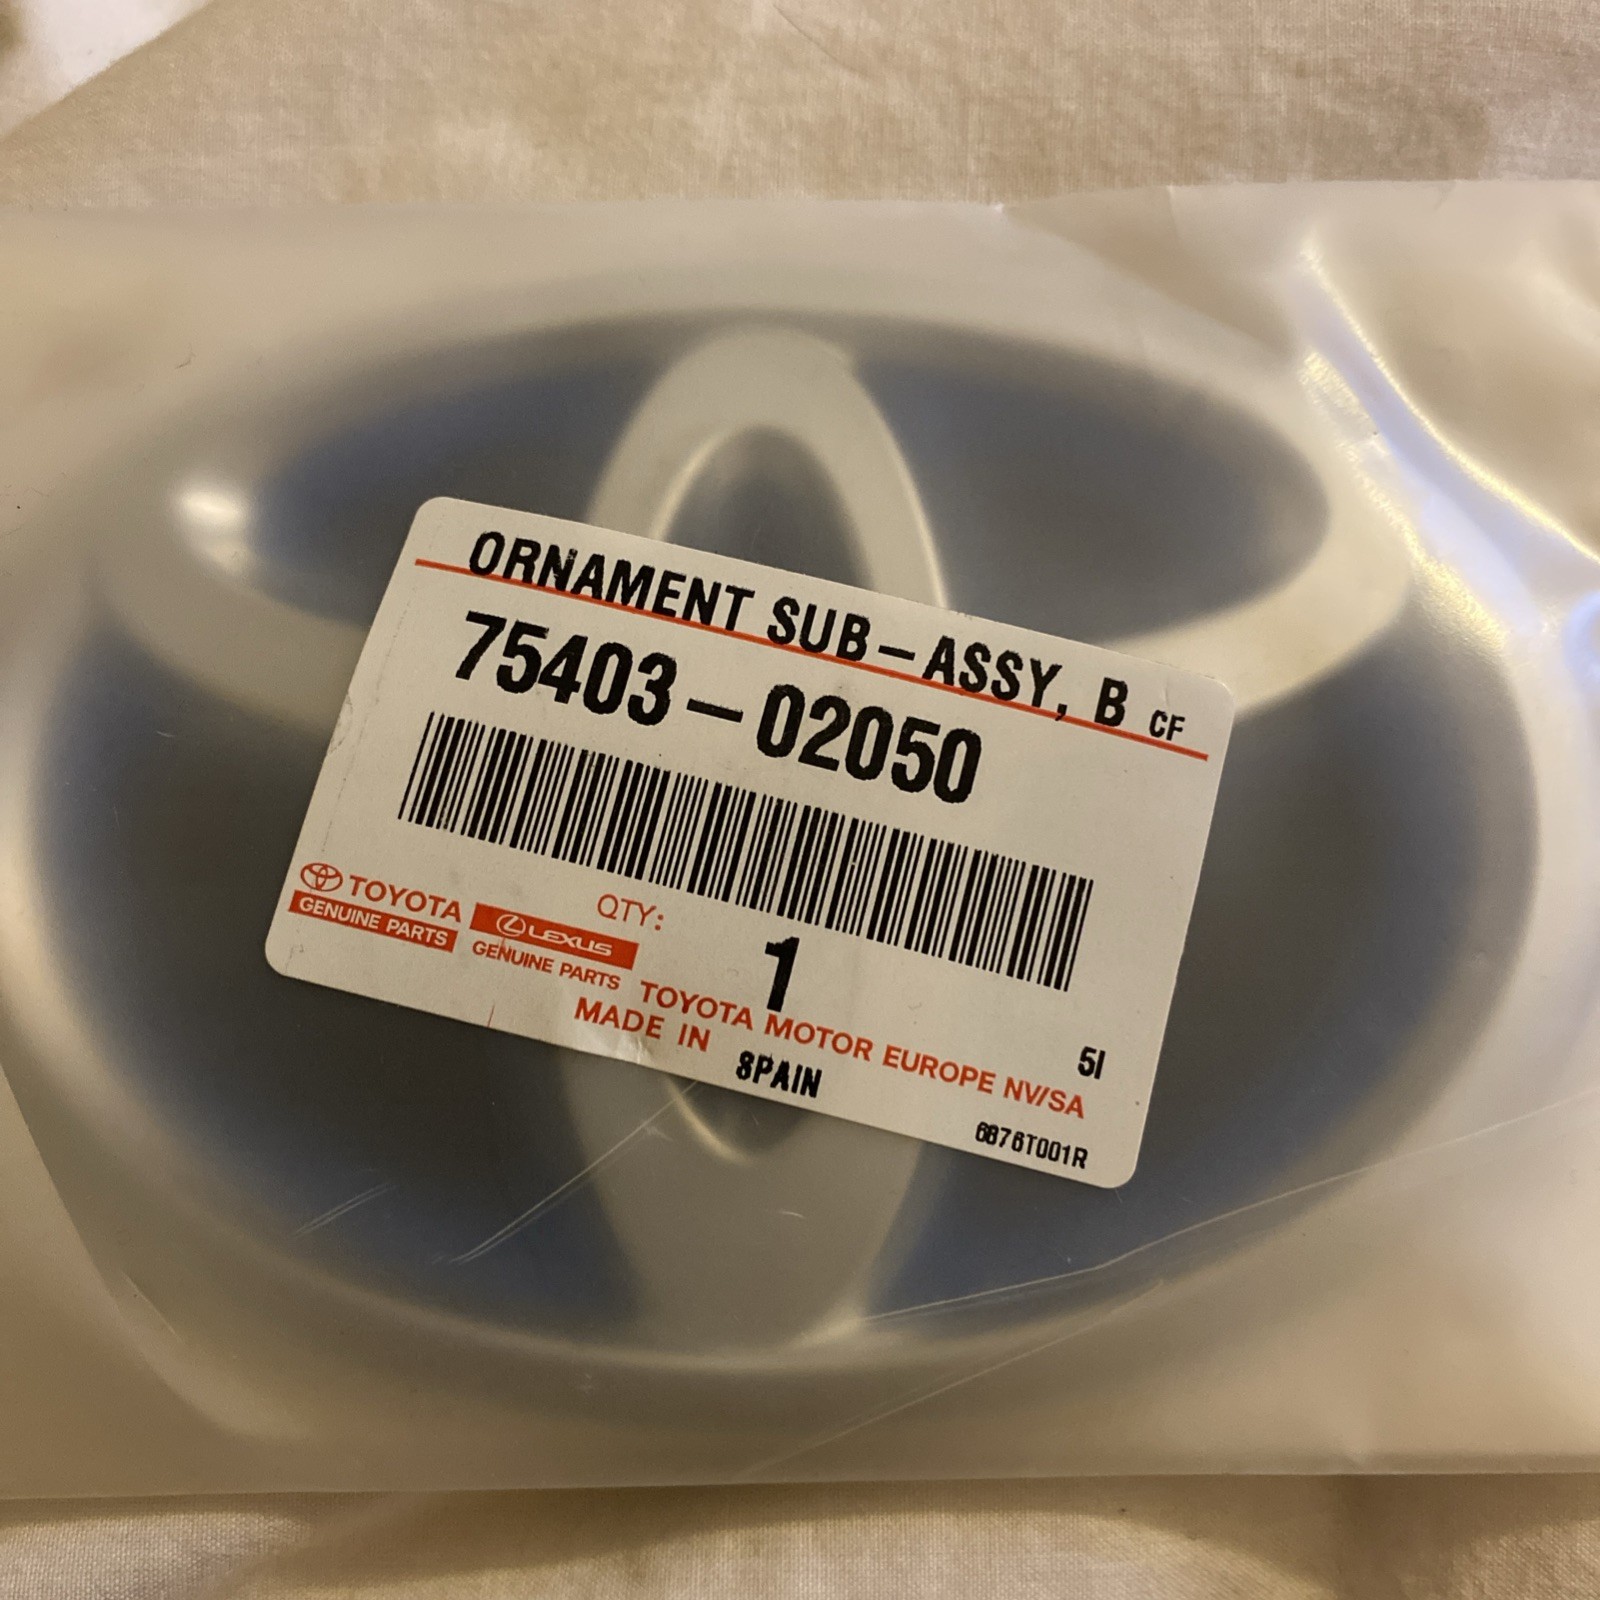 ORNAMENT SUB-ASSY, B CF
75403-02050
TOYOTA
GENUINE PARTS
LEXUS
GENUINE PARTS
QTY:
1
TOYOTA MOTOR EUROPE NV/SA
MADE IN SPAIN
5I
6876T001R